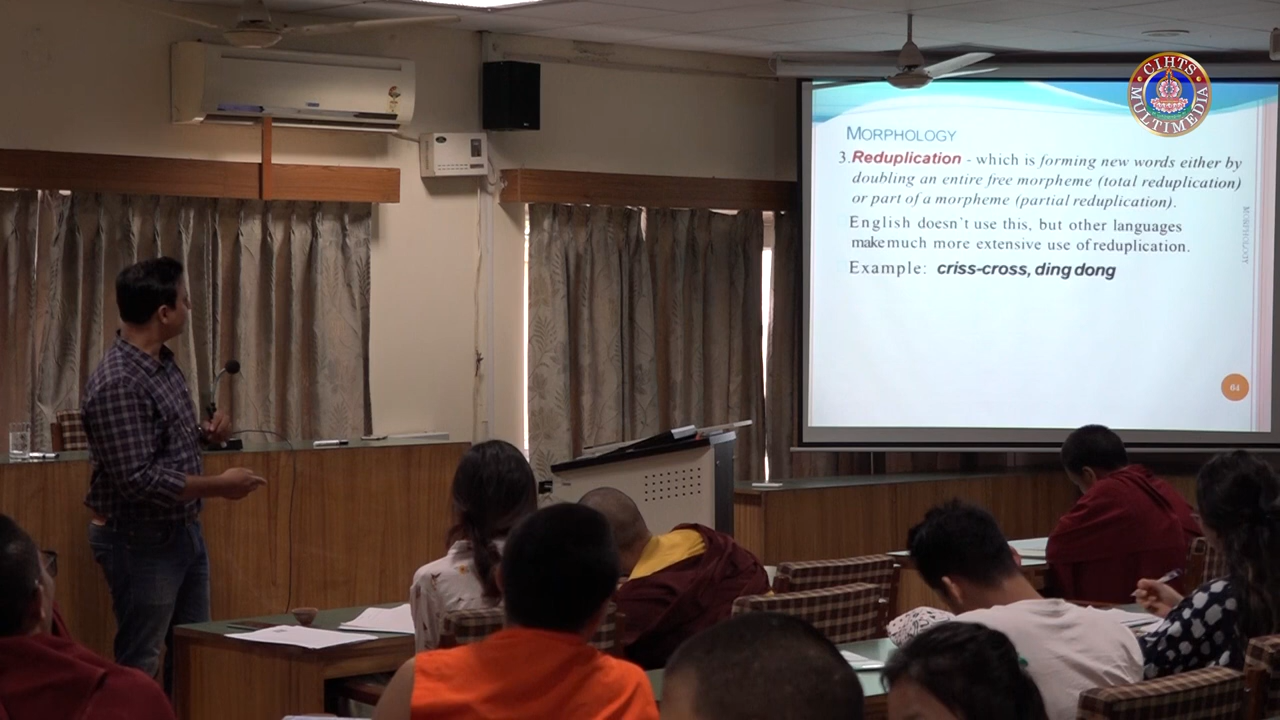 CIHTS
MULTIMEDIA
MORPHOLOGY
3.Reduplication - which is forming new words either by
doubling an entire free morpheme (total reduplication)
or part of a morpheme (partial reduplication).
English doesn't use this, but other languages
makemuch more extensive use of reduplication.
Example: criss-cross, ding dong
MORPHOLOGY
64